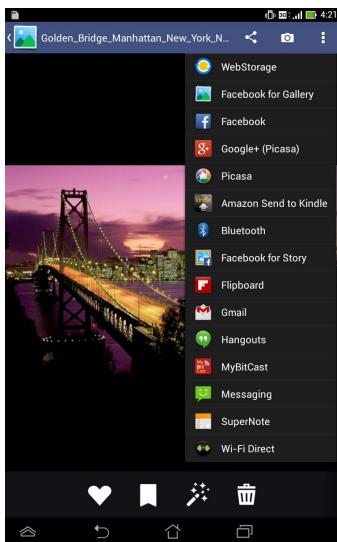 4:21
Golden_Bridge_Manhattan_New_York_N...
WebStorage
Facebook for Gallery
Facebook
Google+ (Picasa)
Picasa
Amazon Send to Kindle
Bluetooth
Facebook for Story
Flipboard
Gmail
Hangouts
MyBitCast
Messaging
SuperNote
Wi-Fi Direct